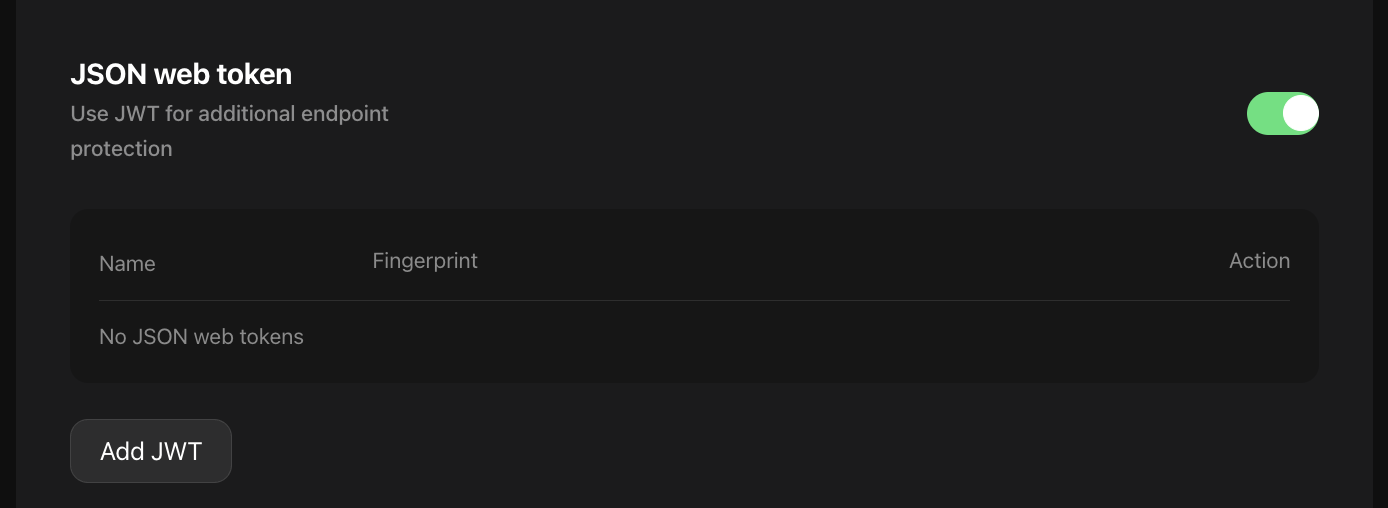 JSON web token
Use JWT for additional endpoint
protection
Name Fingerprint Action
No JSON web tokens
Add JWT